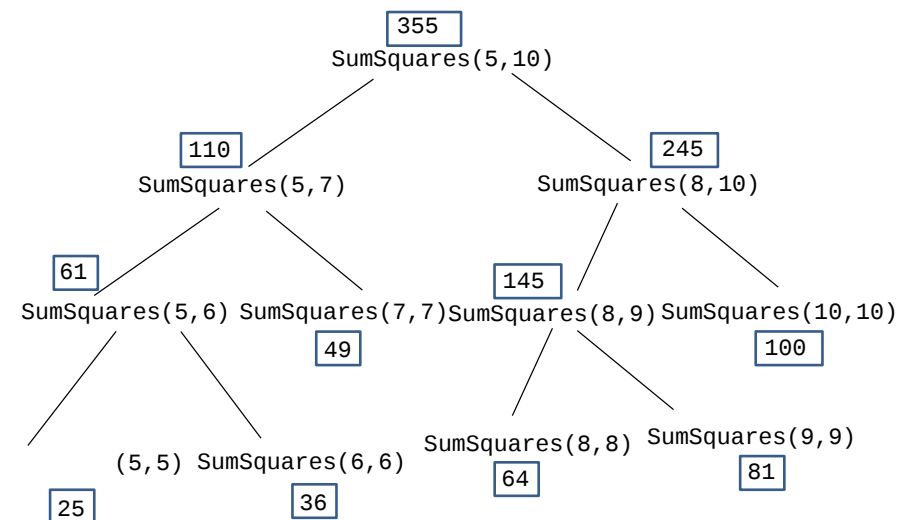 355
SumSquares(5,10)
110
245
SumSquares(5,7)
SumSquares(8,10)
61
145
SumSquares(5,6) SumSquares(7,7)SumSquares(8,9) SumSquares(10,10)
49
100
(5,5) SumSquares(6,6) SumSquares(8,8) SumSquares(9,9)
25
36
64
81